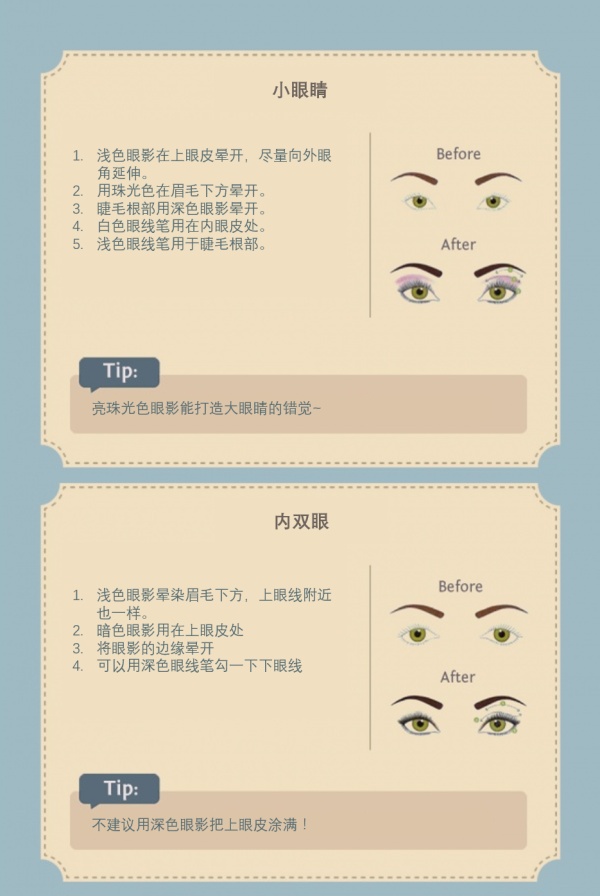 小眼睛
1. 浅色眼影在上眼皮晕开，尽量向外眼
角延伸。
2. 用珠光色在眉毛下方晕开。
3. 睫毛根部用深色眼影晕开。
4. 白色眼线笔用在内眼皮处。
5. 浅色眼线笔用于睫毛根部。
Before
After
Tip:
亮珠光色眼影能打造大眼睛的错觉~
内双眼
1. 浅色眼影晕染眉毛下方，上眼线附近
也一样。
2. 暗色眼影用在上眼皮处
3. 将眼影的边缘晕开
4. 可以用深色眼线笔勾一下下眼线
Before
After
Tip:
不建议用深色眼影把上眼皮涂满！